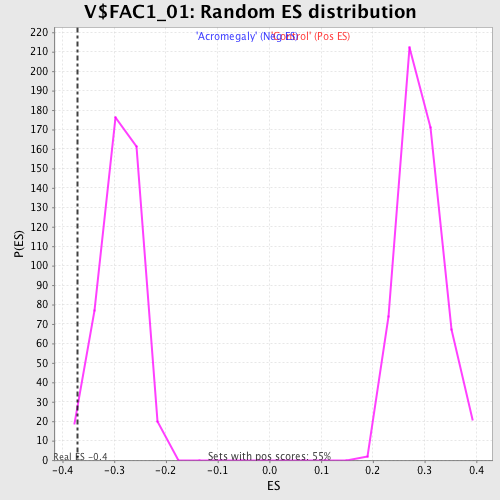 V$FAC1_01: Random ES distribution
'Acromegaly' (Neg ES)
'Control' (Pos ES)
220
210
200
190
180
170
160
150
140
130
120
110
100
90
80
70
60
50
40
30
20
10
0
P(ES)
Real ES -0.4
Sets with pos scores: 55%
-0.4 -0.3 -0.2 -0.1 0.0 0.1 0.2 0.3 0.4
ES